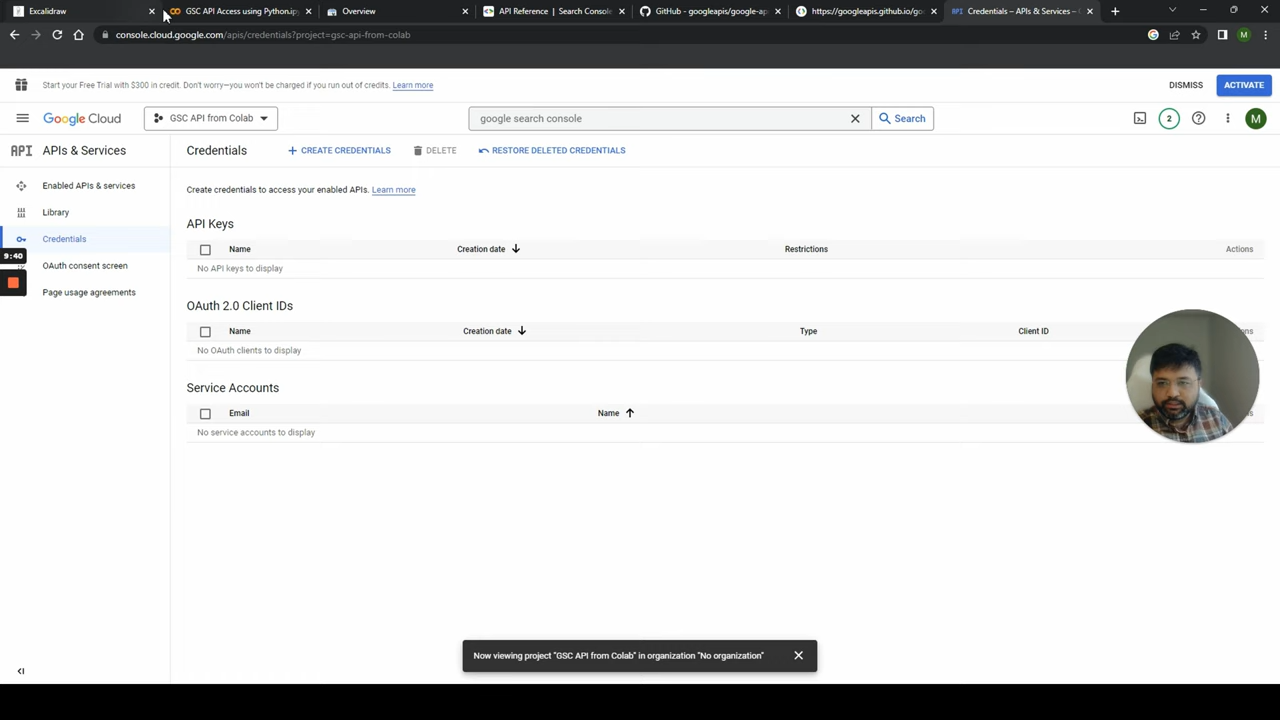 Excalidraw
GSC API Access using Python.ip
Overview
API Reference | Search Console
GitHub - googleapis/google-ap
https://googleapis.github.io/go
Credentials – APIs & Services –
console.cloud.google.com/apis/credentials?project=gsc-api-from-colab
M
Start your Free Trial with $300 in credit. Don't worry—you won't be charged if you run out of credits. Learn more
DISMISS
ACTIVATE
Google Cloud
GSC API from Colab
google search console
Search
2
M
API APIs & Services
Credentials
CREATE CREDENTIALS
DELETE
RESTORE DELETED CREDENTIALS
Enabled APIs & services
Library
Credentials
OAuth consent screen
Page usage agreements
9:40
Create credentials to access your enabled APIs. Learn more
API Keys
Name Creation date Restrictions Actions
No API keys to display
OAuth 2.0 Client IDs
Name Creation date Type Client ID
No OAuth clients to display
Service Accounts
Email Name
No service accounts to display
Now viewing project "GSC API from Colab" in organization "No organization"